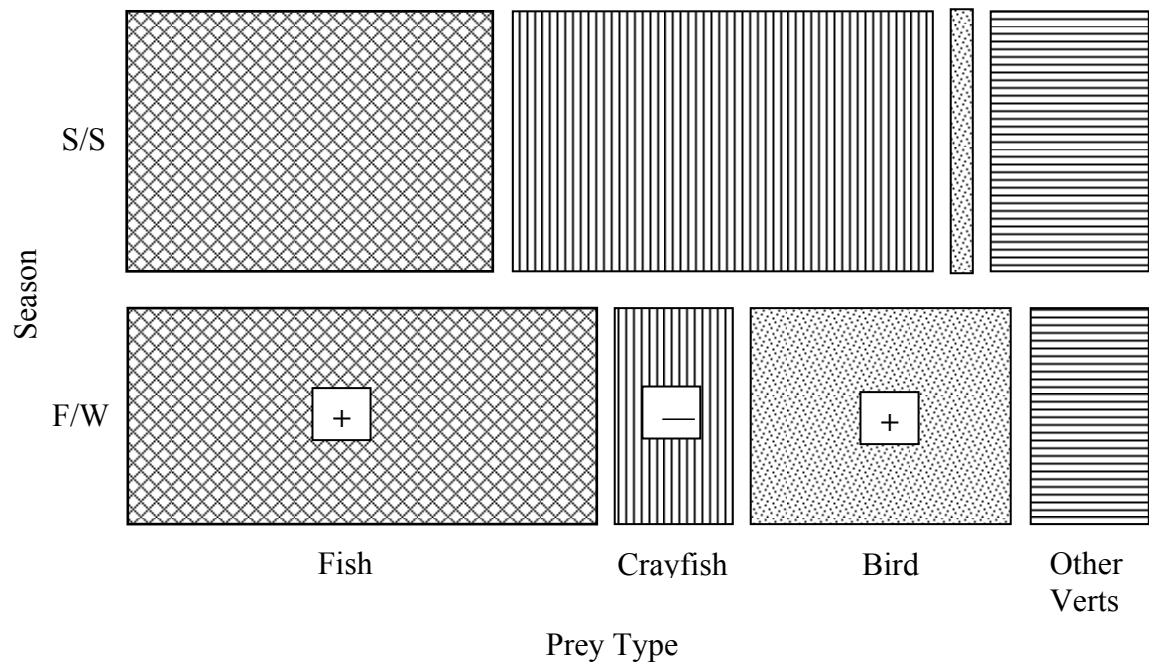 S/S
Season
F/W
+
—
+
Fish
Crayfish
Bird
Other
Verts
Prey Type